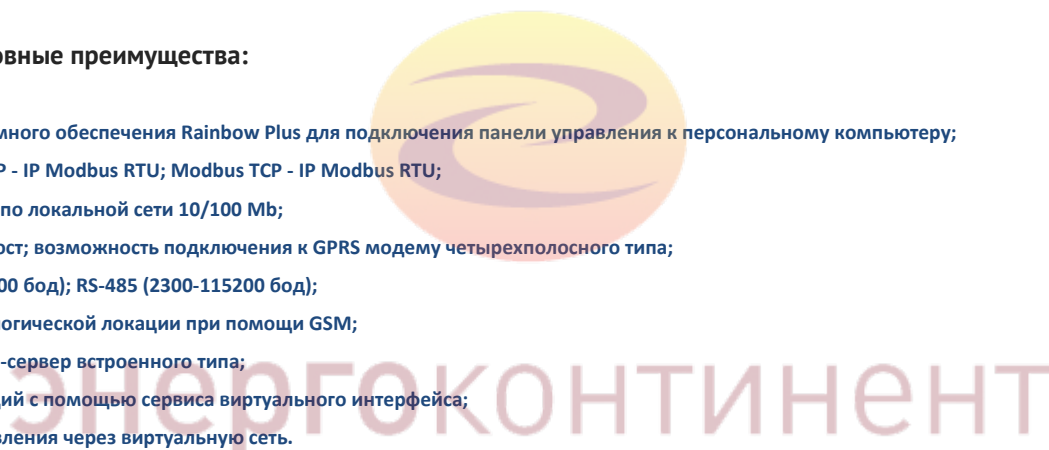 овные преимущества:
много обеспечения Rainbow Plus для подключения панели управления к персональному компьютеру;
P - IP Modbus RTU; Modbus TCP - IP Modbus RTU;
по локальной сети 10/100 Mb;
ост; возможность подключения к GPRS модему четырехполосного типа;
00 бод); RS-485 (2300-115200 бод);
логической локации при помощи GSM;
-сервер встроенного типа;
ций с помощью сервиса виртуального интерфейса;
вления через виртуальную сеть.
энергоконтинент